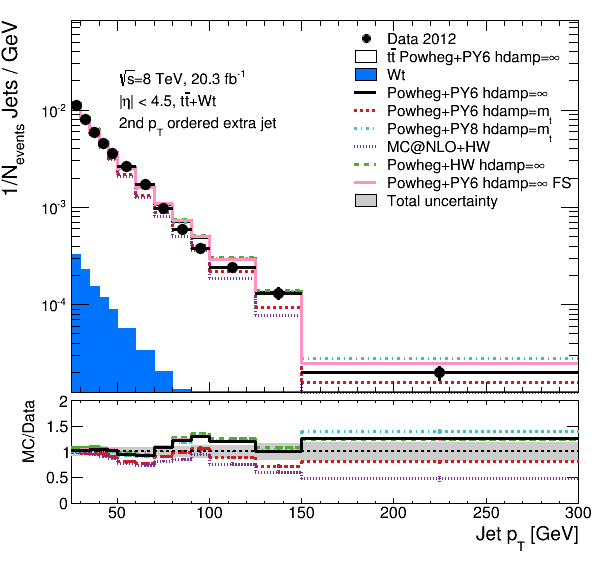 1/N_events Jets / GeV
10^-2
10^-3
10^-4
√s=8 TeV, 20.3 fb^-1
|η| < 4.5, tt̄+Wt
2nd p_T ordered extra jet
Data 2012
tt̄ Powheg+PY6 hdamp=∞
Wt
Powheg+PY6 hdamp=∞
Powheg+PY6 hdamp=m_t
Powheg+PY8 hdamp=m_t
MC@NLO+HW
Powheg+HW hdamp=∞
Powheg+PY6 hdamp=∞ FS
Total uncertainty
MC/Data
2
1.5
1
0.5
0
50 100 150 200 250 300
Jet p_T [GeV]